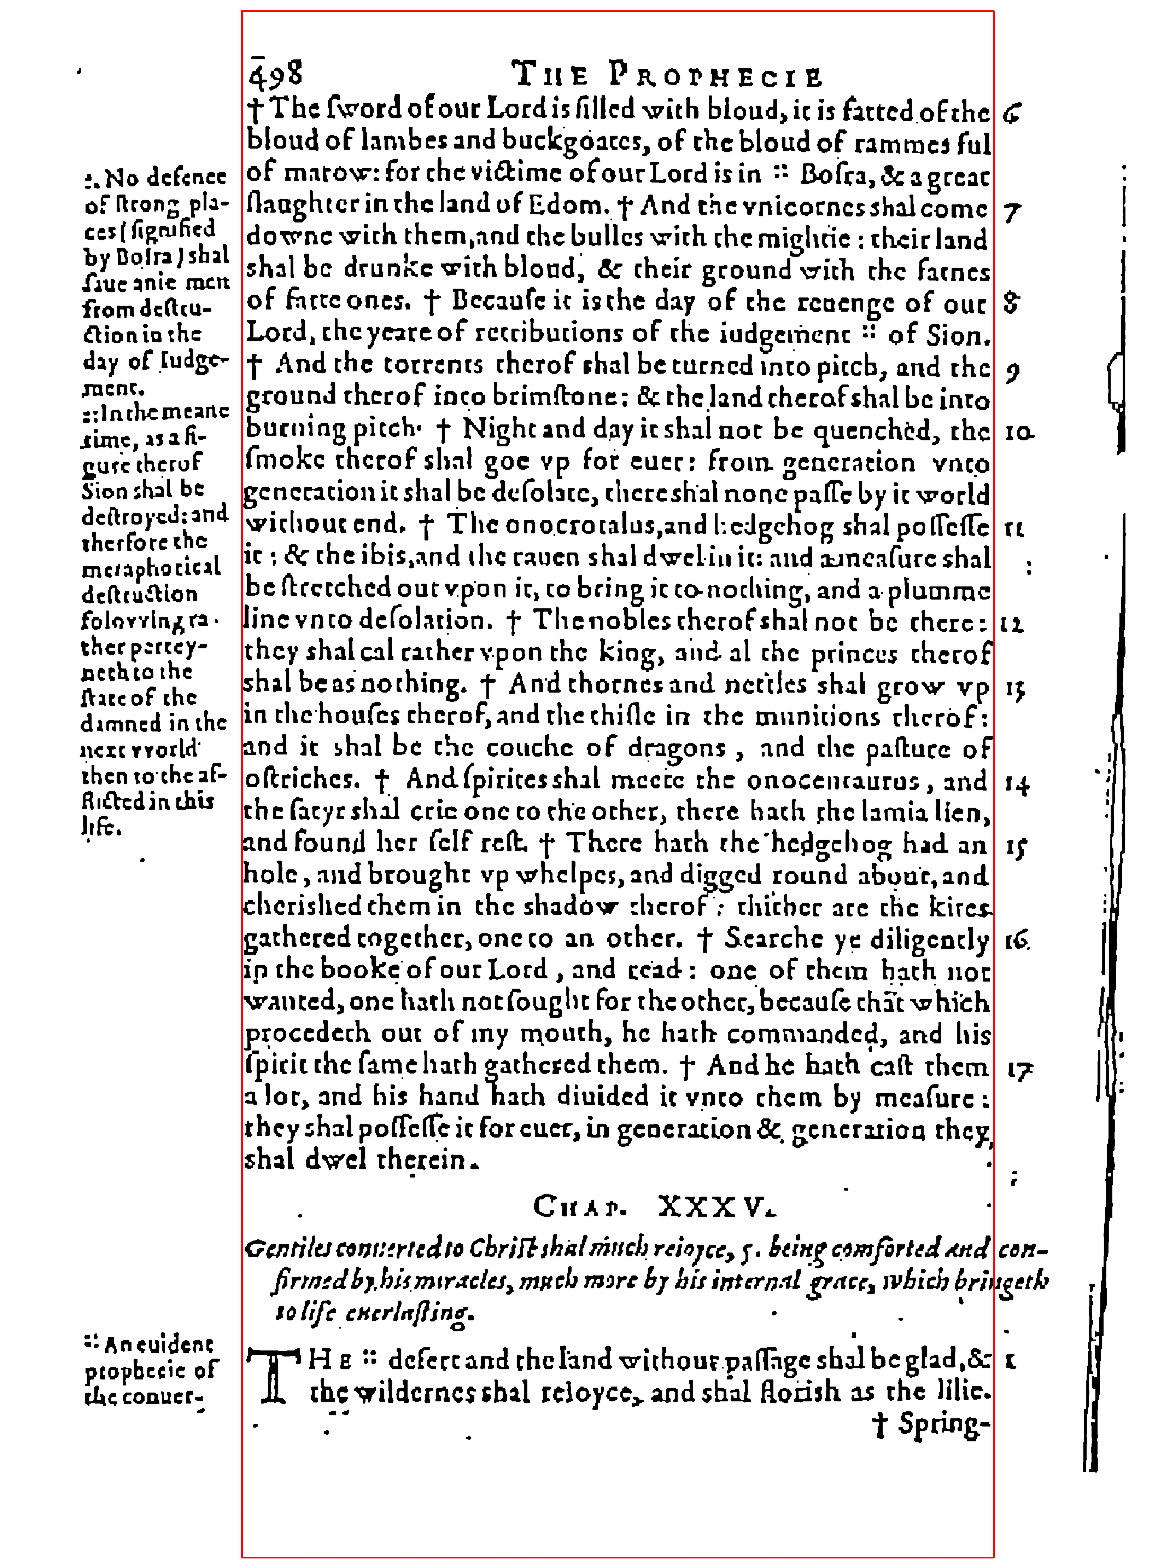 498 THE PROPHECIE
† The ſword of our Lord is filled with bloud, it is fatted of the 6
bloud of lambes and buckgoates, of the bloud of rammes ful
of marow: for the victime of our Lord is in :: Boſra, & a great
ſlaughter in the land of Edom. † And the vnicornes shal come 7
downe with them, and the bulles with the mightie: their land
shal be drunke with bloud, & their ground with the fatnes
of fatte ones. † Becauſe it is the day of the reuenge of our 8
Lord, the yeare of retributions of the iudgement :: of Sion.
† And the torrents therof shal be turned into pitch, and the 9
ground therof into brimſtone: & the land therof shal be into
burning pitch. † Night and day it shal not be quenched, the 10
ſmoke therof shal goe vp for euer: from generation vnto
generation it shal be deſolate, there shal none paſſe by it world
without end. † The onocrotalus, and hedgehog shal poſſeſſe 11
it: & the ibis, and the rauen shal dwel in it: and a meaſure shal
be ſtretched out vpon it, to bring it to nothing, and a plumme
line vnto deſolation. † The nobles therof shal not be there: 12
they shal cal rather vpon the king, and al the princes therof
shal be as nothing. † And thornes and nettles shal grow vp 13
in the houſes therof, and the thiſle in the munitions therof:
and it shal be the couche of dragons, and the paſture of
oſtriches. † And ſpirites shal meete the onocentaurus, and 14
the ſatyr shal crie one to the other, there hath the lamia lien,
and found her ſelf reſt. † There hath the hedgehog had an 15
hole, and brought vp whelpes, and digged round about, and
cherished them in the shadow therof: thither are the kites
gathered together, one to an other. † Searche ye diligently 16
in the booke of our Lord, and read: one of them hath not
wanted, one hath not ſought for the other, becauſe that which
procedeth out of my mouth, he hath commanded, and his
ſpirit the ſame hath gathered them. † And he hath caſt them 17
a lot, and his hand hath diuided it vnto them by meaſure:
they shal poſſeſſe it for euer, in generation & generation they
shal dwel therein.
CHAP. XXXV.
Gentiles conuerted to Chriſt shal much reioyce, 5. being comforted and con-
firmed by his miracles, much more by his internal grace, which bringeth
to life euerlaſting.
THE :: deſert and the land without paſſage shal be glad, & 1
the wildernes shal reioyce, and shal florish as the lilie.
† Spring-
:: No defence
of ſtrong pla-
ces (ſignified
by Boſra) shal
ſaue anie men
from deſtru-
ction in the
day of Iudge-
ment.
:: In the meane
time, as a fi-
gure therof
Sion shal be
deſtroyed: and
therfore the
metaphorical
deſtruction
folovving ra-
ther pertey-
neth to the
ſtate of the
damned in the
next vvorld
then to the af-
flicted in this
life.
:: An euident
prophecie of
the conuer-